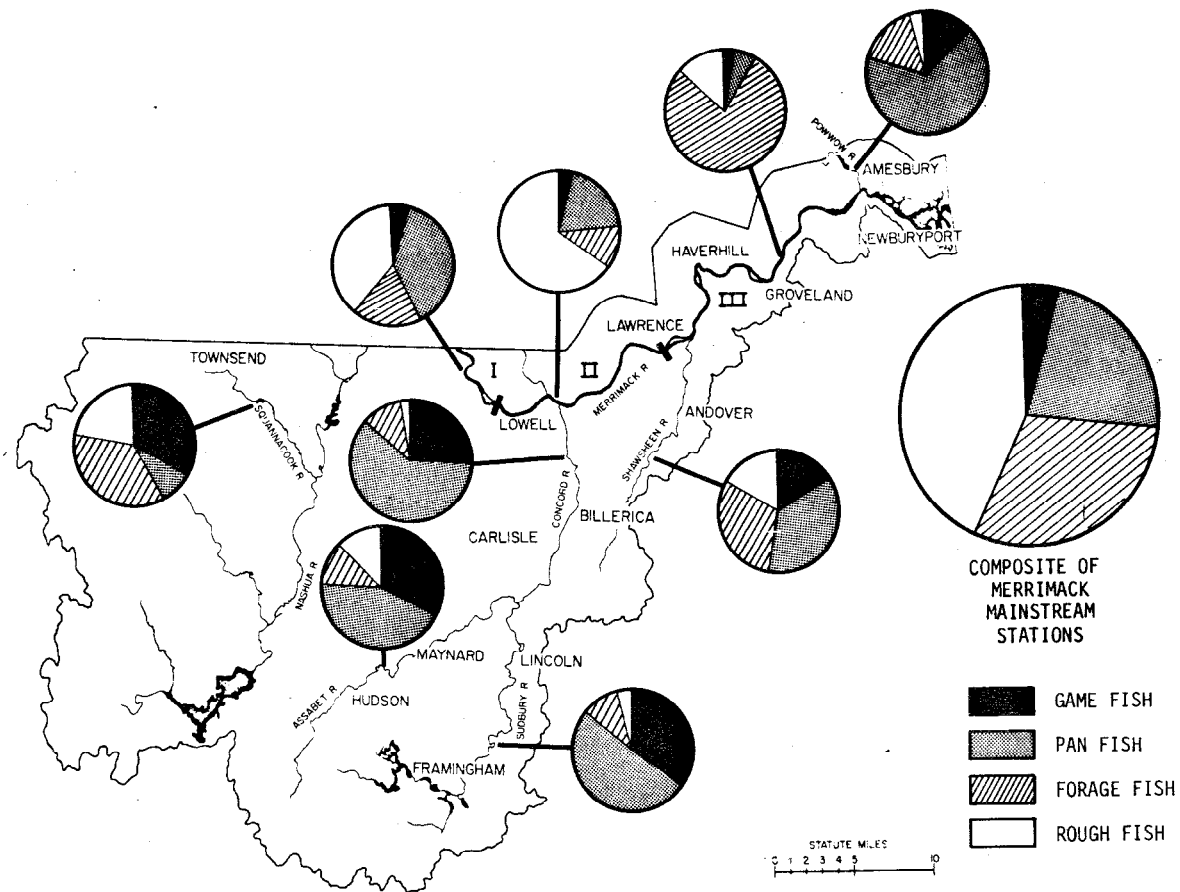 POWWOW R
AMESBURY
NEWBURYPORT
HAVERHILL
III
GROVELAND
LAWRENCE
TOWNSEND
I
II
MERRIMACK R
SQUANNACOOK R
LOWELL
ANDOVER
SHAWSHEEN R
CONCORD R
BILLERICA
CARLISLE
NASHUA R
COMPOSITE OF
MERRIMACK
MAINSTREAM
STATIONS
MAYNARD
LINCOLN
ASSABET R
HUDSON
SUDBURY R
FRAMINGHAM
GAME FISH
PAN FISH
FORAGE FISH
ROUGH FISH
STATUTE MILES
0 1 2 3 4 5 10